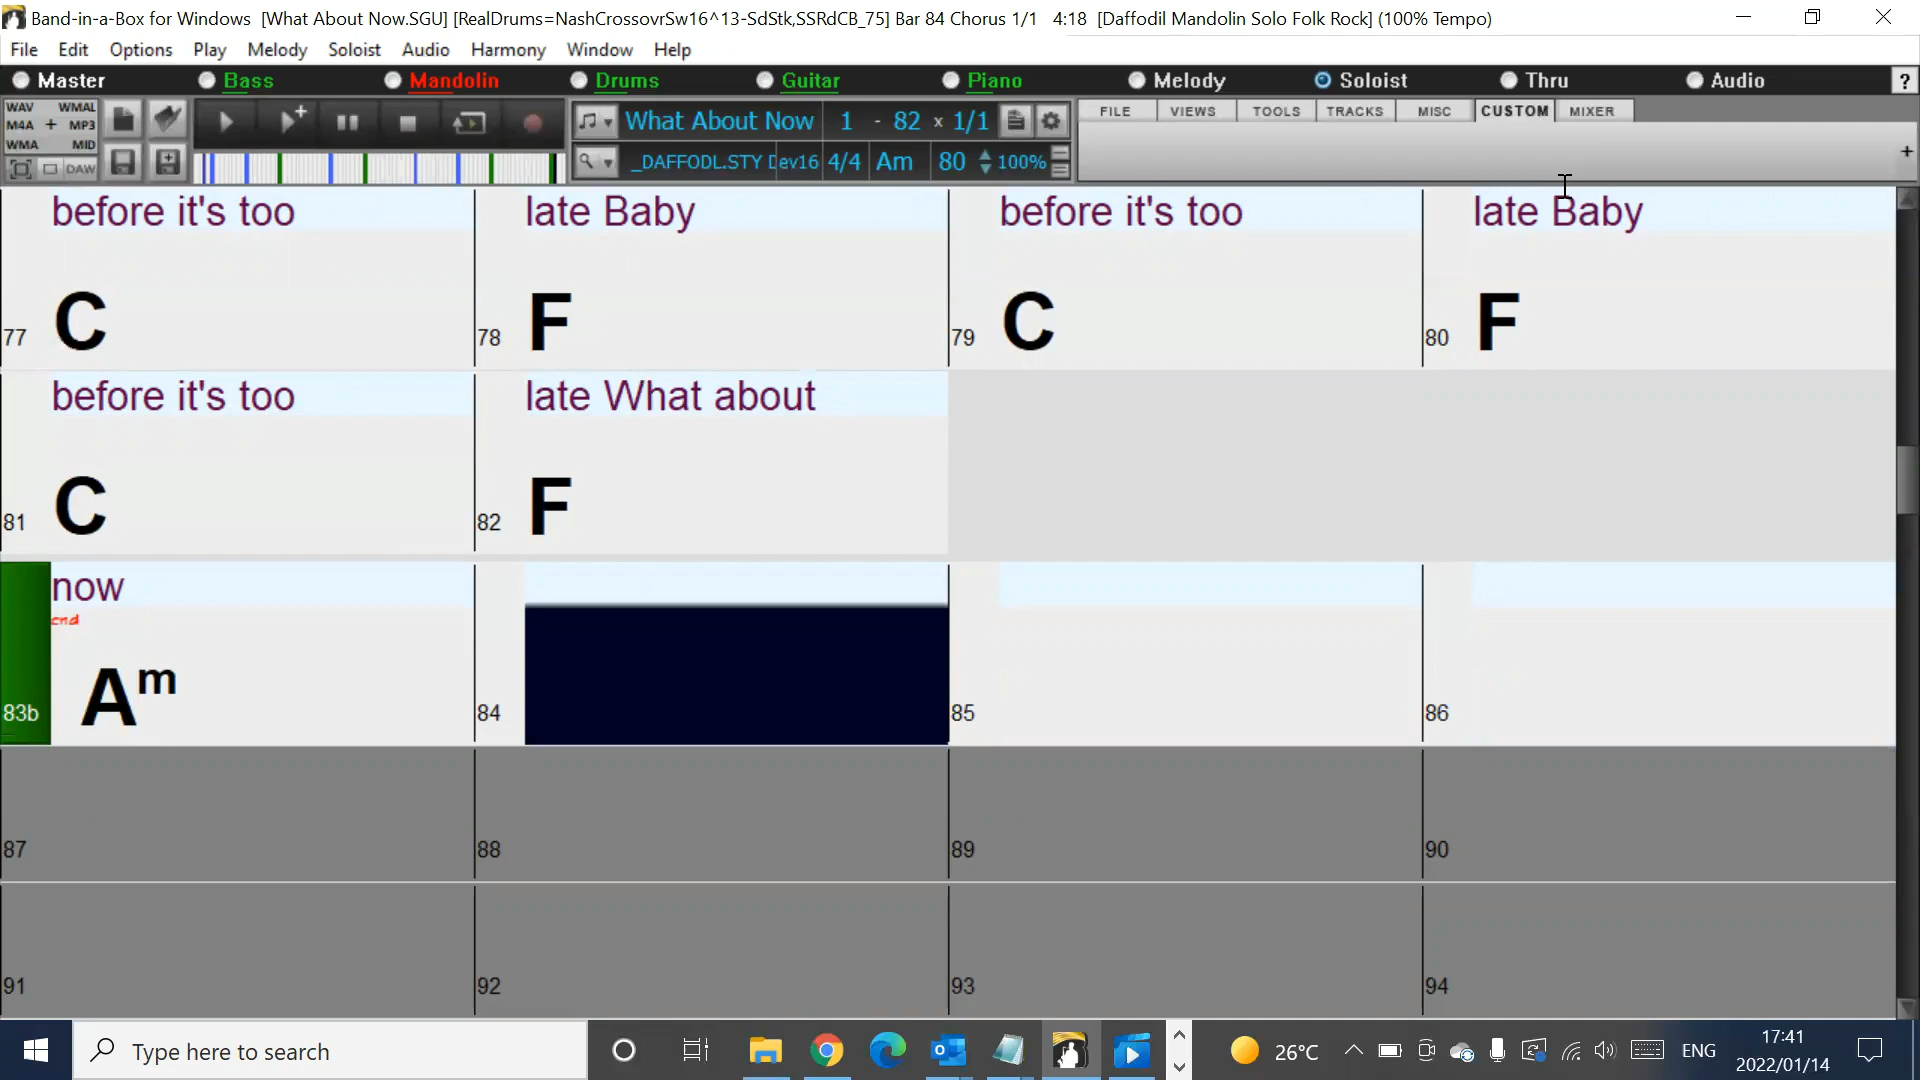 Band-in-a-Box for Windows [What About Now.SGU] [RealDrums=NashCrossovrSw16^13-SdStk,SSRdCB_75] Bar 84 Chorus 1/1 4:18 [Daffodil Mandolin Solo Folk Rock] (100% Tempo)
File Edit Options Play Melody Soloist Audio Harmony Window Help
Master Bass Mandolin Drums Guitar Piano Melody Soloist Thru Audio ?
WAV WMAL
M4A + MP3
WMA MID
DAW
What About Now 1 - 82 x 1/1
_DAFFODL.STY Ev16 4/4 Am 80 100%
FILE VIEWS TOOLS TRACKS MISC CUSTOM MIXER
+
before it's too late Baby before it's too late Baby
77 C 78 F 79 C 80 F
before it's too late What about
81 C 82 F
now
end
83b Am 84 85 86
87 88 89 90
91 92 93 94
Type here to search
26°C ENG 17:41
2022/01/14